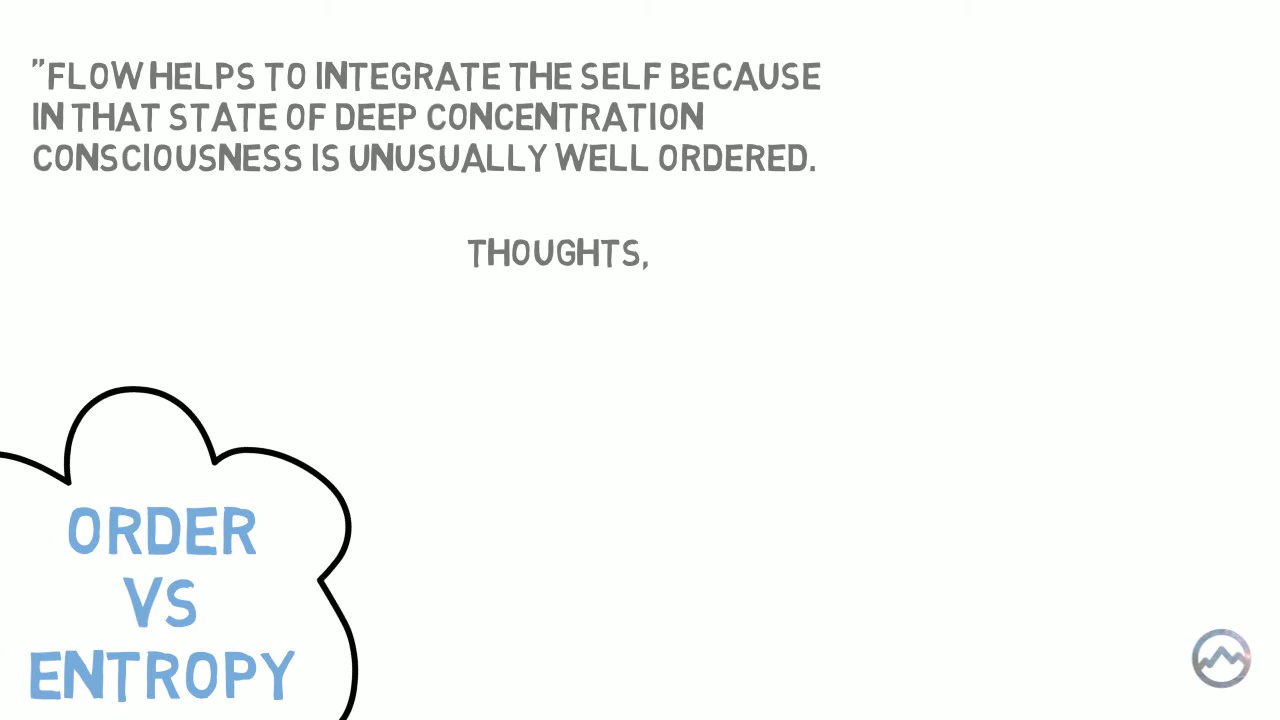 "FLOW HELPS TO INTEGRATE THE SELF BECAUSE
IN THAT STATE OF DEEP CONCENTRATION
CONSCIOUSNESS IS UNUSUALLY WELL ORDERED.
THOUGHTS,
ORDER
VS
ENTROPY